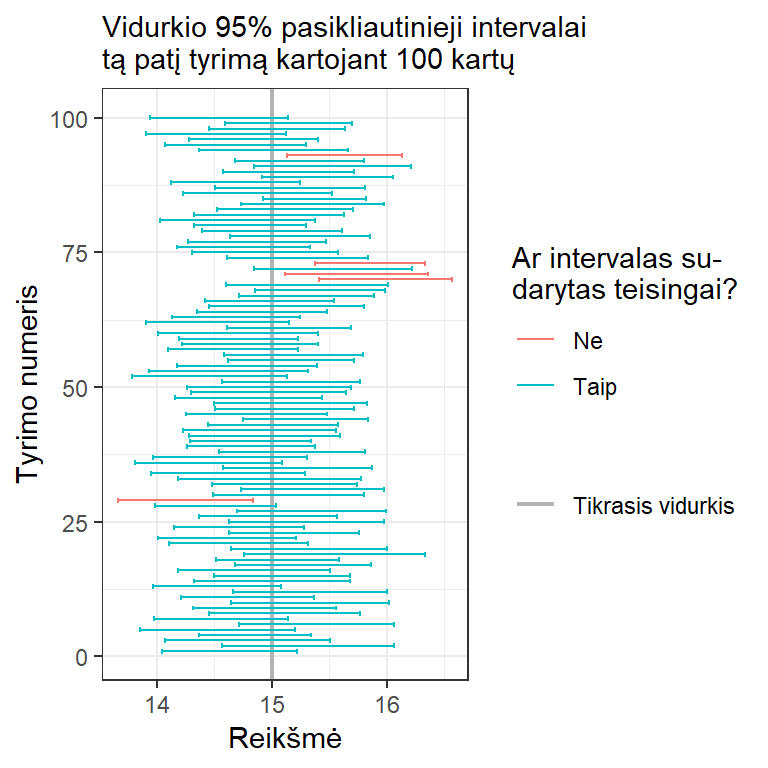 Vidurkio 95% pasikliautinieji intervalai
tą patį tyrimą kartojant 100 kartų
Tyrimo numeris
100
75
50
25
0
14
15
16
Reikšmė
Ar intervalas su-
darytas teisingai?
Ne
Taip
Tikrasis vidurkis